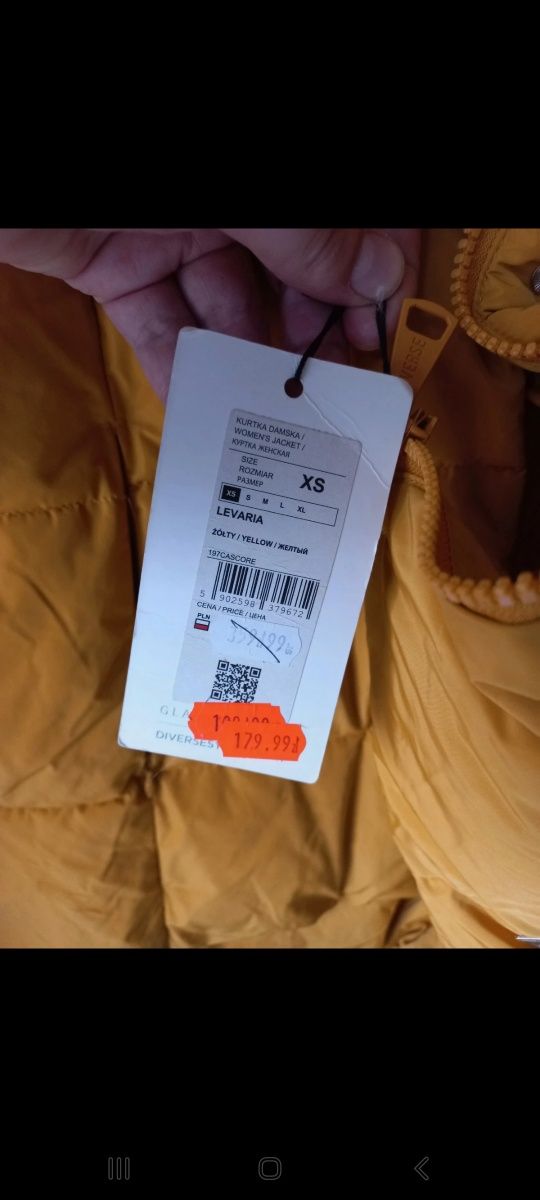 KURTKA DAMSKA /
WOMEN'S JACKET /
КУРТКА ЖЕНСКАЯ
SIZE
ROZMIAR
РАЗМЕР
XS
XS S M L XL
LEVARIA
ŻÓŁTY / YELLOW / ЖЕЛТЫЙ
197CASCORE
5 902598 379672
CENA / PRICE / ЦЕНА
PLN
179.99zł